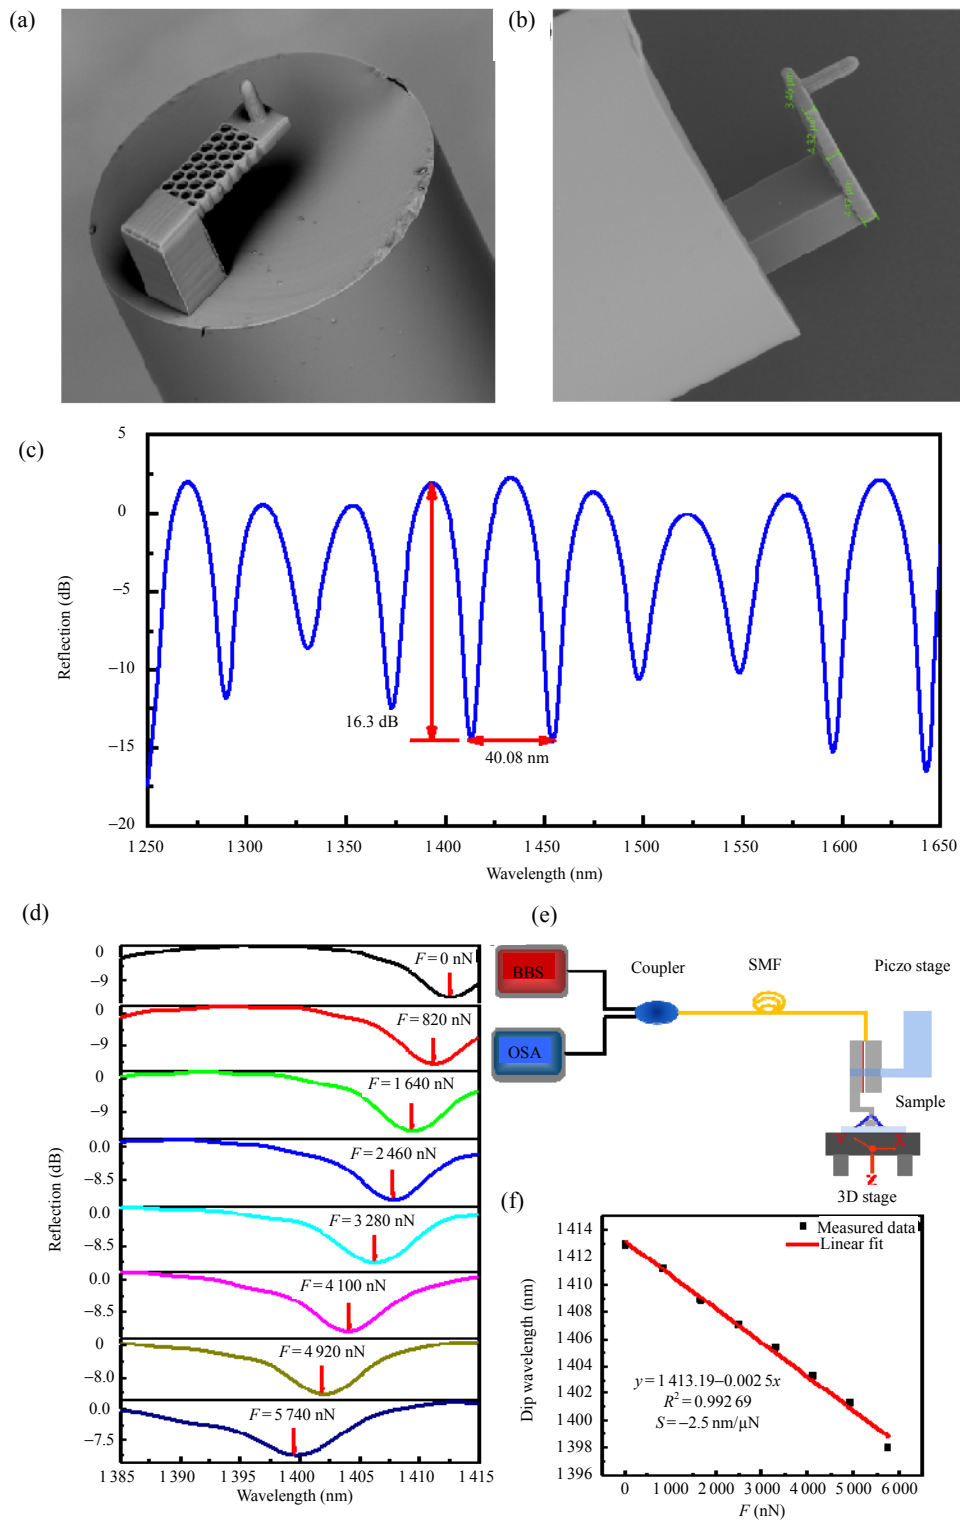 (a)
(b)
3.46 μm
4.32 μm
(c)
5
0
−5
−10
−15
−20
Reflection (dB)
16.3 dB
40.08 nm
1 250
1 300
1 350
1 400
1 450
1 500
1 550
1 600
1 650
Wavelength (nm)
(d)
0
−9
F = 0 nN
0
−9
F = 820 nN
0
−9
F = 1 640 nN
0.0
−8.5
F = 2 460 nN
0.0
−8.5
F = 3 280 nN
0.0
−8.5
F = 4 100 nN
0
−8.0
F = 4 920 nN
0.0
−7.5
F = 5 740 nN
Reflection (dB)
1 385
1 390
1 395
1 400
1 405
1 410
1 415
Wavelength (nm)
(e)
BBS
OSA
Coupler
SMF
Piczo stage
Sample
Y
X
Z
3D stage
(f)
1 414
1 412
1 410
1 408
1 406
1 404
1 402
1 400
1 398
1 396
Dip wavelength (nm)
Measured data
Linear fit
y = 1 413.19−0.002 5x
R² = 0.992 69
S = −2.5 nm/μN
0
1 000
2 000
3 000
4 000
5 000
6 000
F (nN)